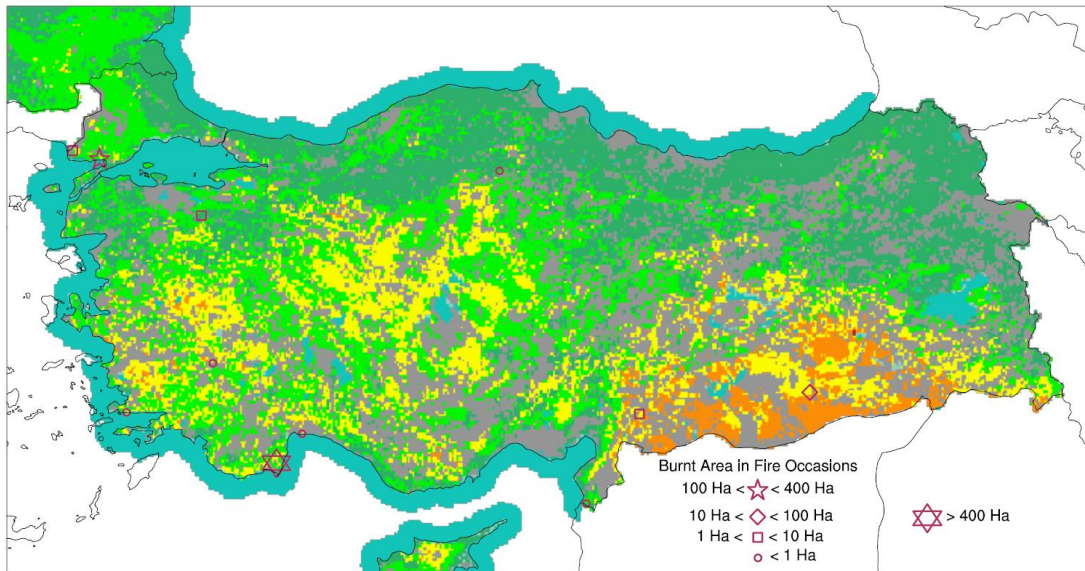 Burnt Area in Fire Occasions
100 Ha < < 400 Ha
10 Ha < < 100 Ha
1 Ha < < 10 Ha
< 1 Ha
> 400 Ha